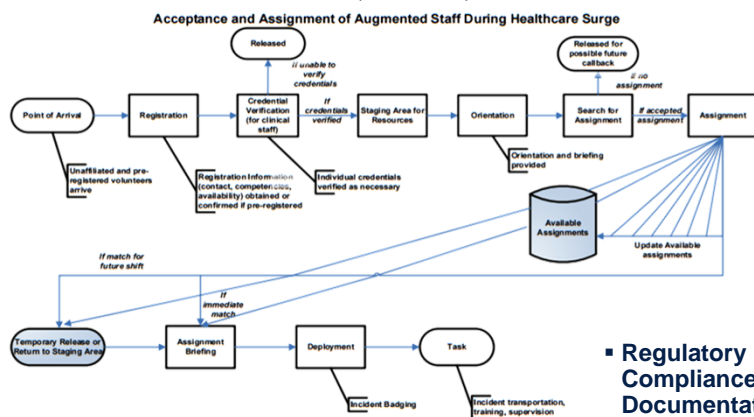 Acceptance and Assignment of Augmented Staff During Healthcare Surge
Released
Released for
possible future
callback
If unable to
verify
credentials
If no
assignment
Point of Arrival
Registration
Credential
Verification
(for clinical
staff)
If
credentials
verified
Staging Area for
Resources
Orientation
Search for
Assignment
If accepted
assignment
Assignment
Unaffiliated and pre-
registered volunteers
arrive
Registration Information
(contact, competencies,
availability) obtained or
confirmed if pre-registered
Individual credentials
verified as necessary
Orientation and briefing
provided
Available
Assignments
Update Available
assignments
If match for
future shift
If
immediate
match
Temporary Release or
Return to Staging Area
Assignment
Briefing
Deployment
Task
Incident Badging
Incident transportation,
training, supervision
▪ Regulatory
Compliance